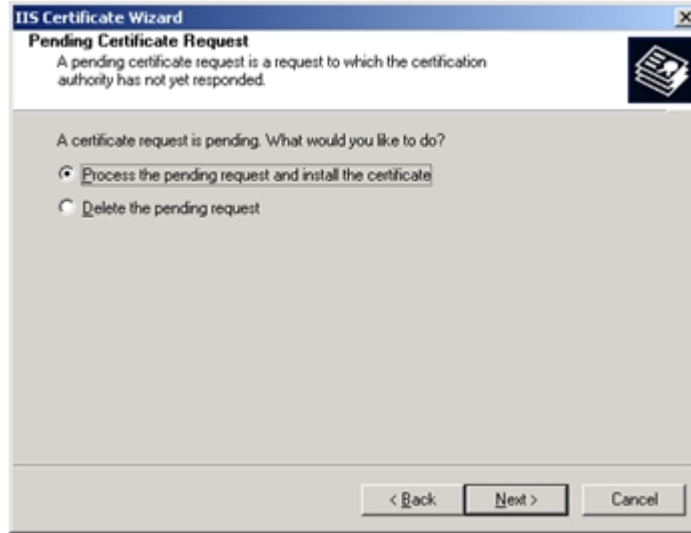 IIS Certificate Wizard
Pending Certificate Request
A pending certificate request is a request to which the certification
authority has not yet responded.
A certificate request is pending. What would you like to do?
Process the pending request and install the certificate
Delete the pending request
< Back Next > Cancel